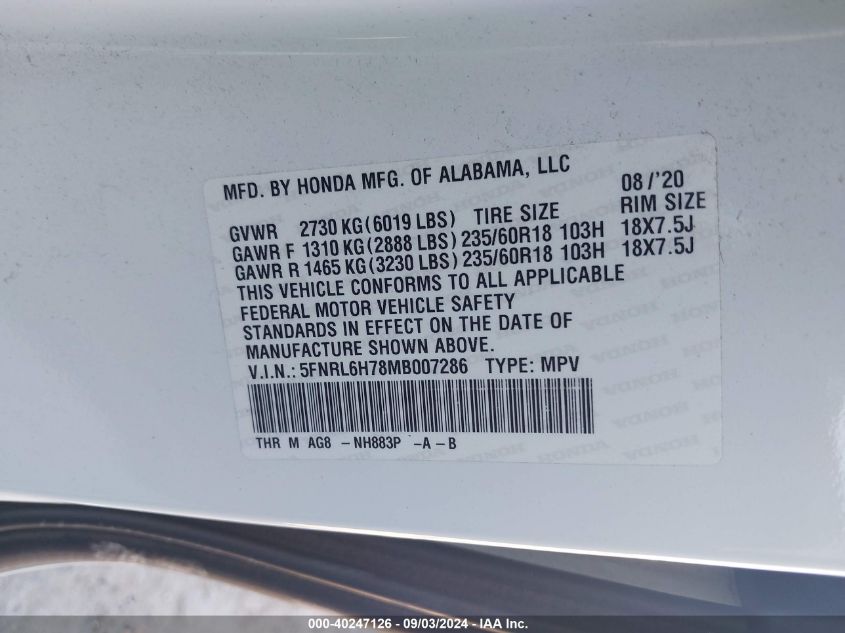 MFD. BY HONDA MFG. OF ALABAMA, LLC 08/'20
GVWR 2730 KG(6019 LBS) TIRE SIZE RIM SIZE
GAWR F 1310 KG(2888 LBS) 235/60R18 103H 18X7.5J
GAWR R 1465 KG(3230 LBS) 235/60R18 103H 18X7.5J
THIS VEHICLE CONFORMS TO ALL APPLICABLE
FEDERAL MOTOR VEHICLE SAFETY
STANDARDS IN EFFECT ON THE DATE OF
MANUFACTURE SHOWN ABOVE.
V.I.N.: 5FNRL6H78MB007286 TYPE: MPV
THR M AG8 -NH883P -A-B
000-40247126 - 09/03/2024 - IAA Inc.